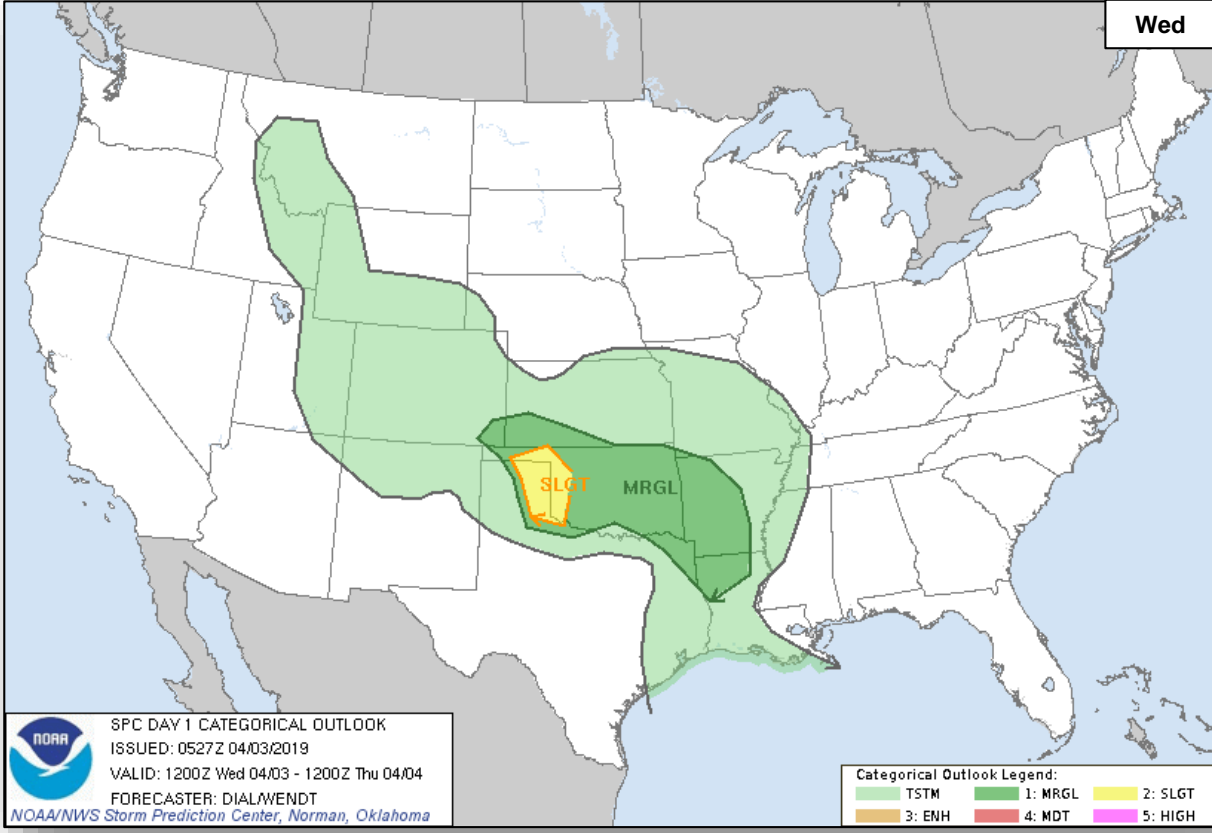 Wed
SLGT
MRGL
NOAA
SPC DAY 1 CATEGORICAL OUTLOOK
ISSUED: 0527Z 04/03/2019
VALID: 1200Z Wed 04/03 - 1200Z Thu 04/04
FORECASTER: DIAL/WENDT
NOAA/NWS Storm Prediction Center, Norman, Oklahoma
Categorical Outlook Legend:
TSTM 1: MRGL 2: SLGT
3: ENH 4: MDT 5: HIGH